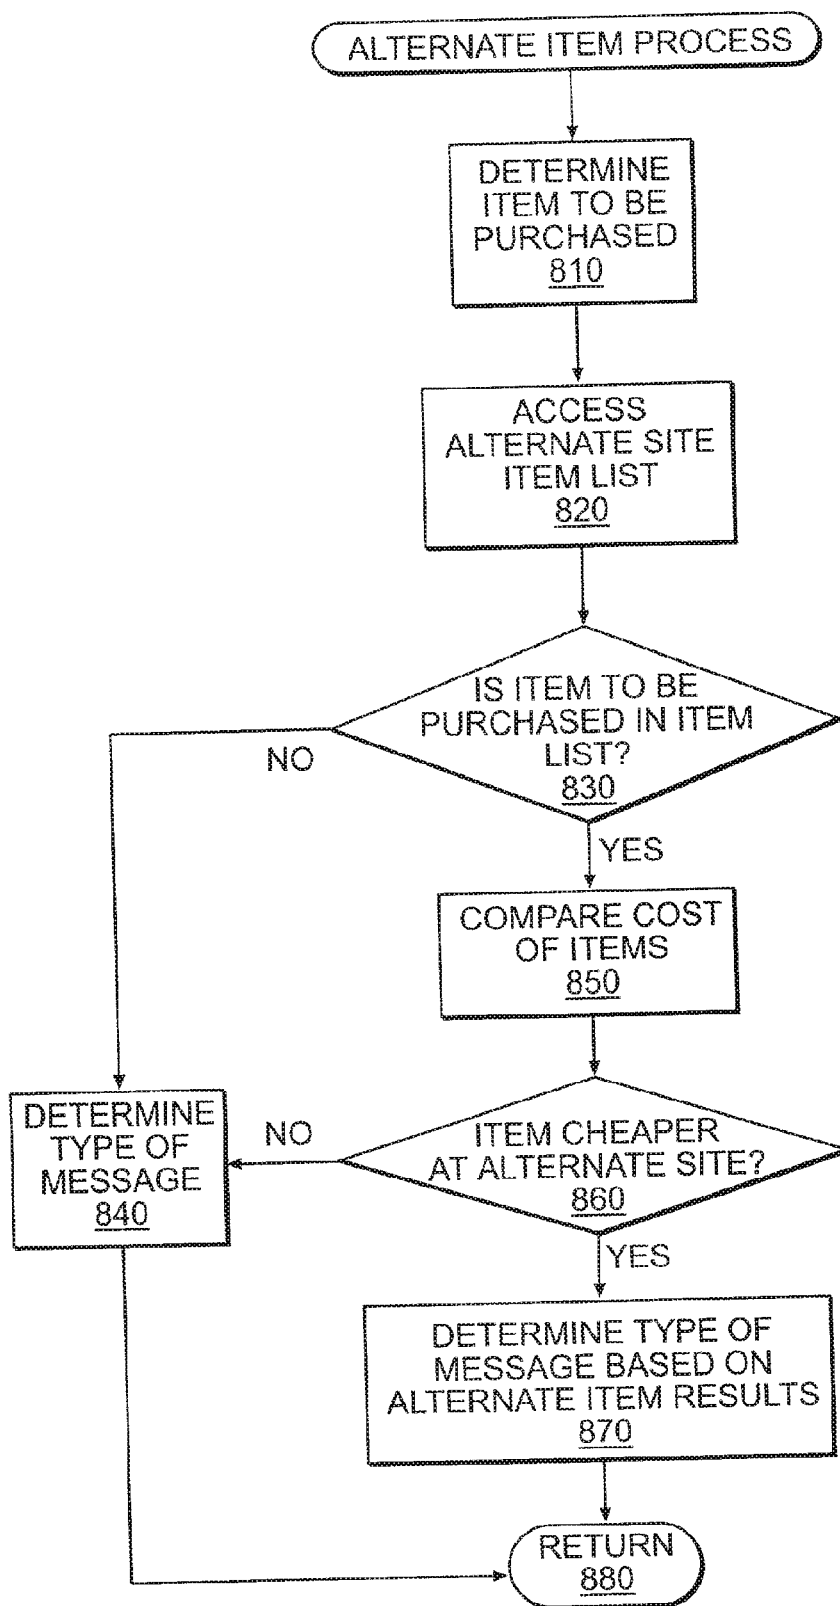 ALTERNATE ITEM PROCESS
DETERMINE
ITEM TO BE
PURCHASED
810
ACCESS
ALTERNATE SITE
ITEM LIST
820
IS ITEM TO BE
PURCHASED IN ITEM
LIST?
830
NO
YES
COMPARE COST
OF ITEMS
850
ITEM CHEAPER
AT ALTERNATE SITE?
860
NO
DETERMINE
TYPE OF
MESSAGE
840
YES
DETERMINE TYPE OF
MESSAGE BASED ON
ALTERNATE ITEM RESULTS
870
RETURN
880